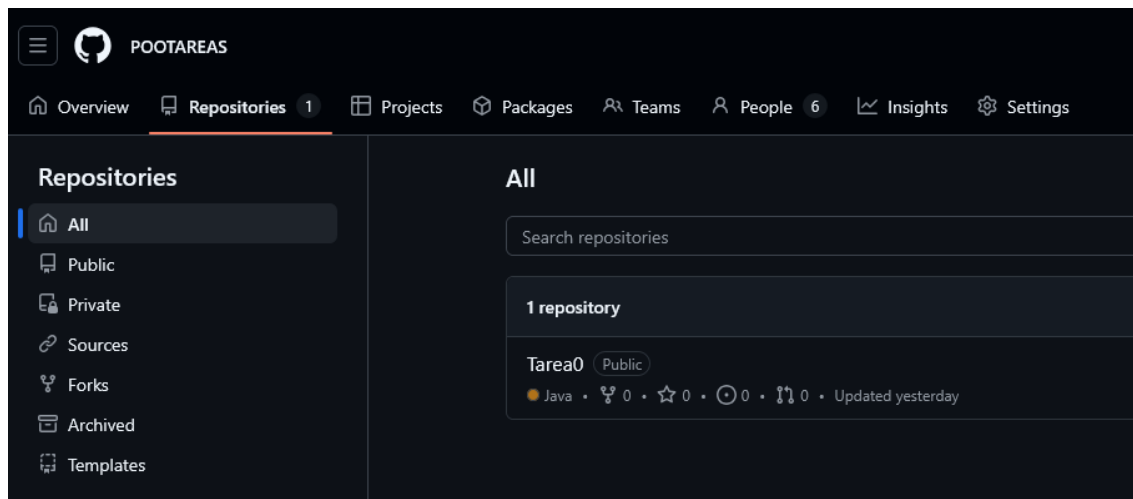 POOTAREAS
Overview Repositories 1 Projects Packages Teams People 6 Insights Settings
Repositories
All
Public
Private
Sources
Forks
Archived
Templates
All
Search repositories
1 repository
Tarea0 Public
Java • 0 • 0 • 0 • 0 • Updated yesterday